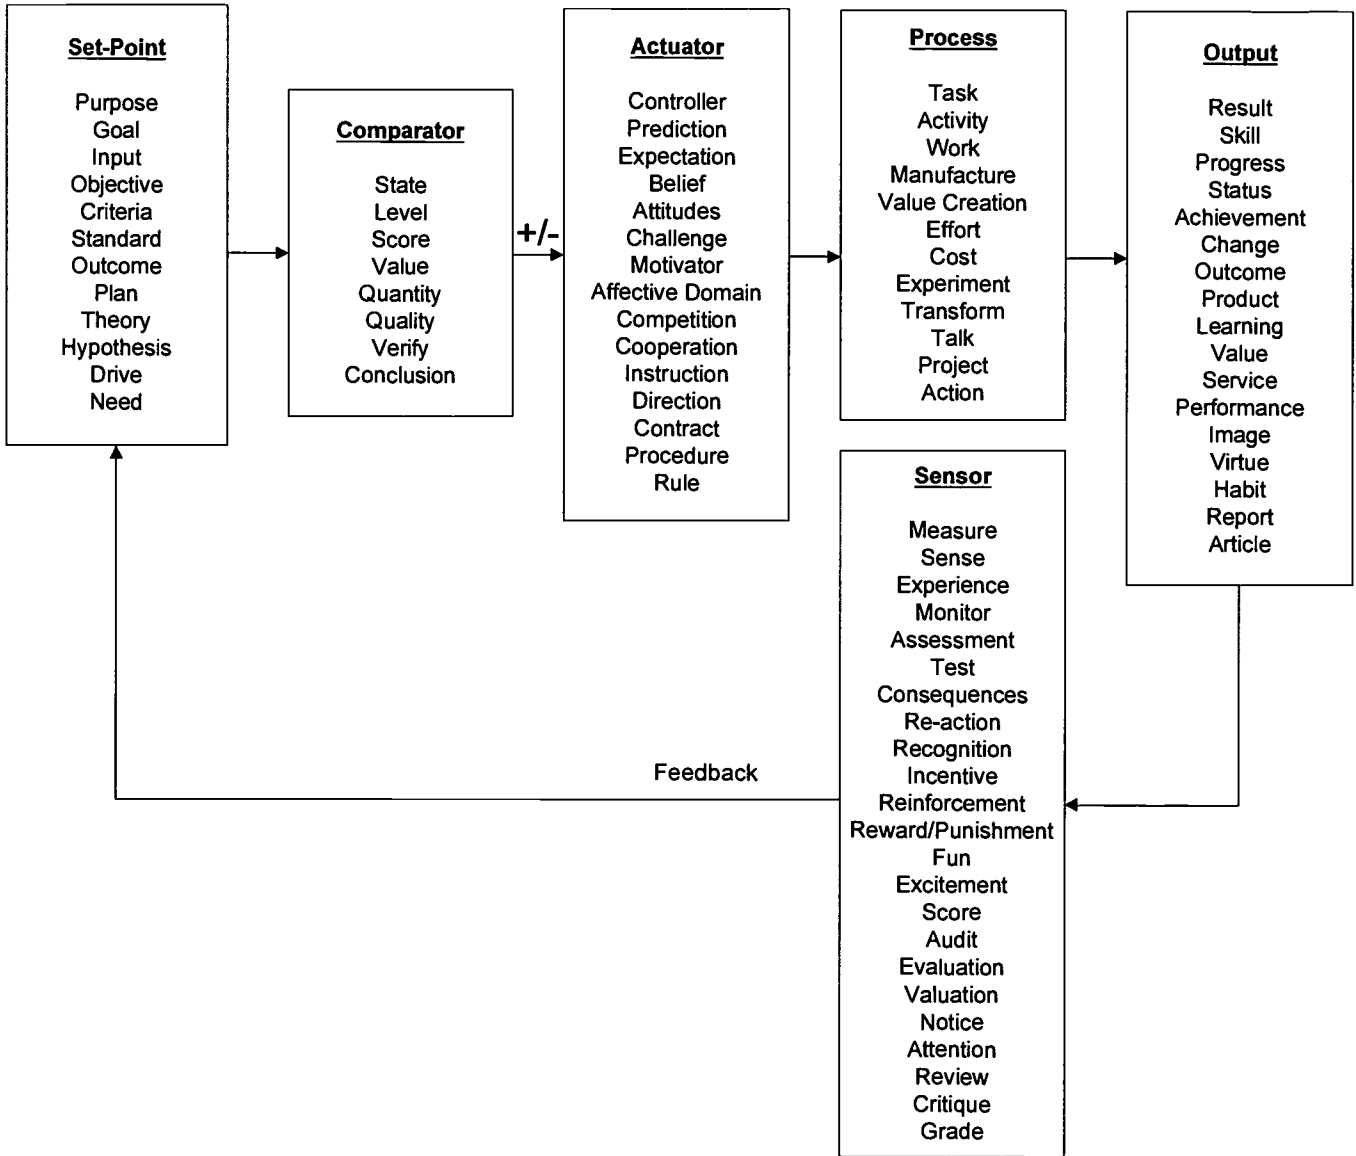 Set-Point
Purpose
Goal
Input
Objective
Criteria
Standard
Outcome
Plan
Theory
Hypothesis
Drive
Need
Comparator
State
Level
Score
Value
Quantity
Quality
Verify
Conclusion
+/-
Actuator
Controller
Prediction
Expectation
Belief
Attitudes
Challenge
Motivator
Affective Domain
Competition
Cooperation
Instruction
Direction
Contract
Procedure
Rule
Process
Task
Activity
Work
Manufacture
Value Creation
Effort
Cost
Experiment
Transform
Talk
Project
Action
Output
Result
Skill
Progress
Status
Achievement
Change
Outcome
Product
Learning
Value
Service
Performance
Image
Virtue
Habit
Report
Article
Sensor
Measure
Sense
Experience
Monitor
Assessment
Test
Consequences
Re-action
Recognition
Incentive
Reinforcement
Reward/Punishment
Fun
Excitement
Score
Audit
Evaluation
Valuation
Notice
Attention
Review
Critique
Grade
Feedback